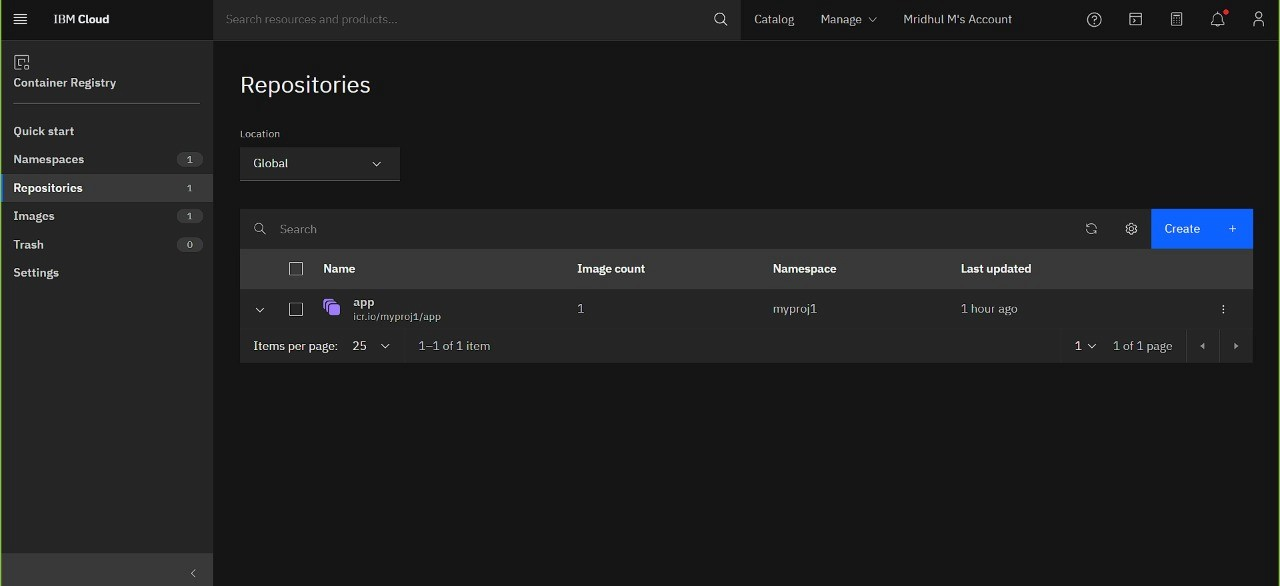 IBM Cloud
Search resources and products...
Catalog
Manage
Mridhul M's Account
Container Registry
Quick start
Namespaces 1
Repositories 1
Images 1
Trash 0
Settings
Repositories
Location
Global
Search
Create +
Name Image count Namespace Last updated
app 1 myproj1 1 hour ago
icr.io/myproj1/app
Items per page: 25 1–1 of 1 item 1 1 of 1 page